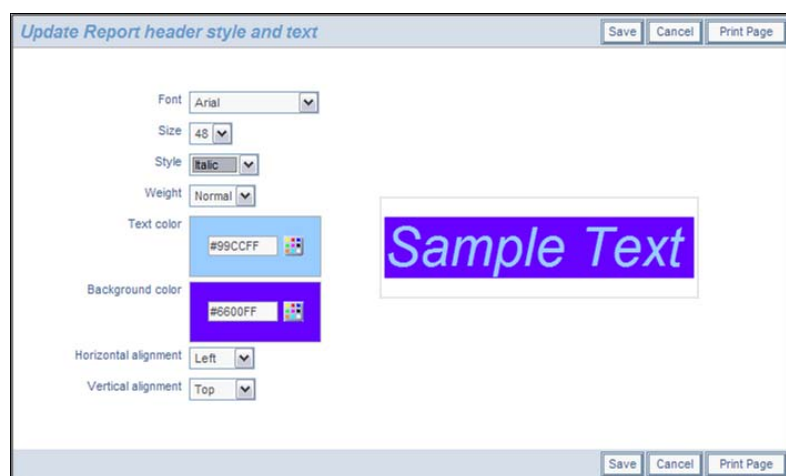 Update Report header style and text Save Cancel Print Page
Font Arial
Size 48
Style Italic
Weight Normal
Text color
#99CCFF
Sample Text
Background color
#6600FF
Horizontal alignment Left
Vertical alignment Top
Save Cancel Print Page